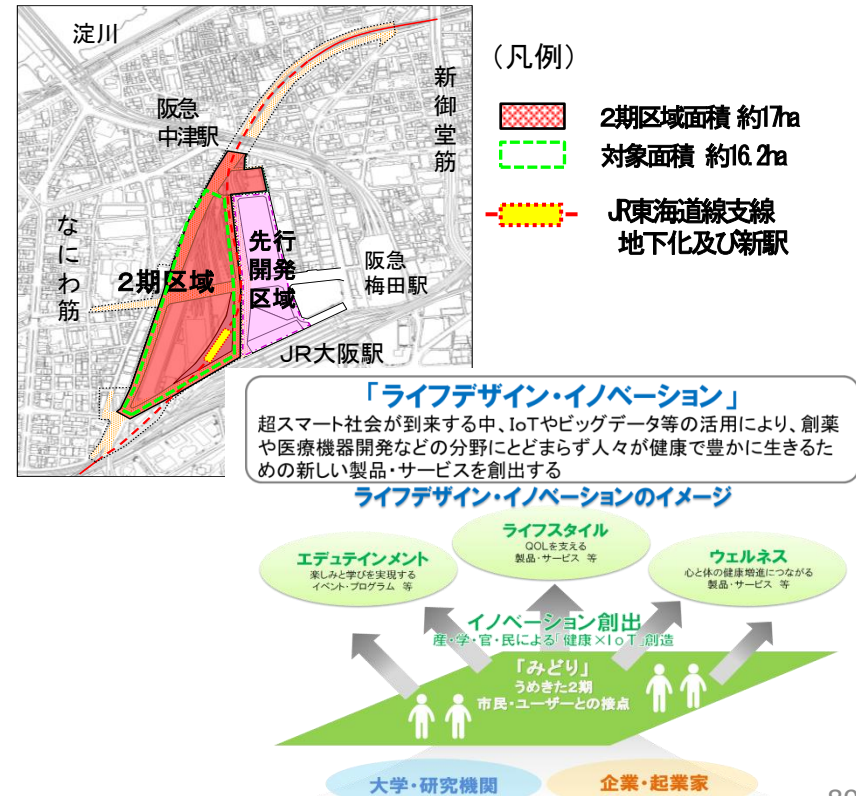 淀川
阪急
中津駅
新御堂筋
なにわ筋
2期区域
先行
開発
区域
阪急
梅田駅
JR大阪駅
(凡例)
2期区域面積 約17ha
対象面積 約16.2ha
JR東海道線支線
地下化及び新駅
「ライフデザイン・イノベーション」
超スマート社会が到来する中、IoTやビッグデータ等の活用により、創薬
や医療機器開発などの分野にとどまらず人々が健康で豊かに生きるた
めの新しい製品・サービスを創出する
ライフデザイン・イノベーションのイメージ
ライフスタイル
QOLを支える
製品・サービス 等
エデュテインメント
楽しみと学びを実現する
イベント・プログラム 等
ウェルネス
心と体の健康増進につながる
製品・サービス 等
イノベーション創出
産・学・官・民による「健康×IoT」創造
「みどり」
うめきた2期
市民・ユーザーとの接点
大学・研究機関
企業・起業家